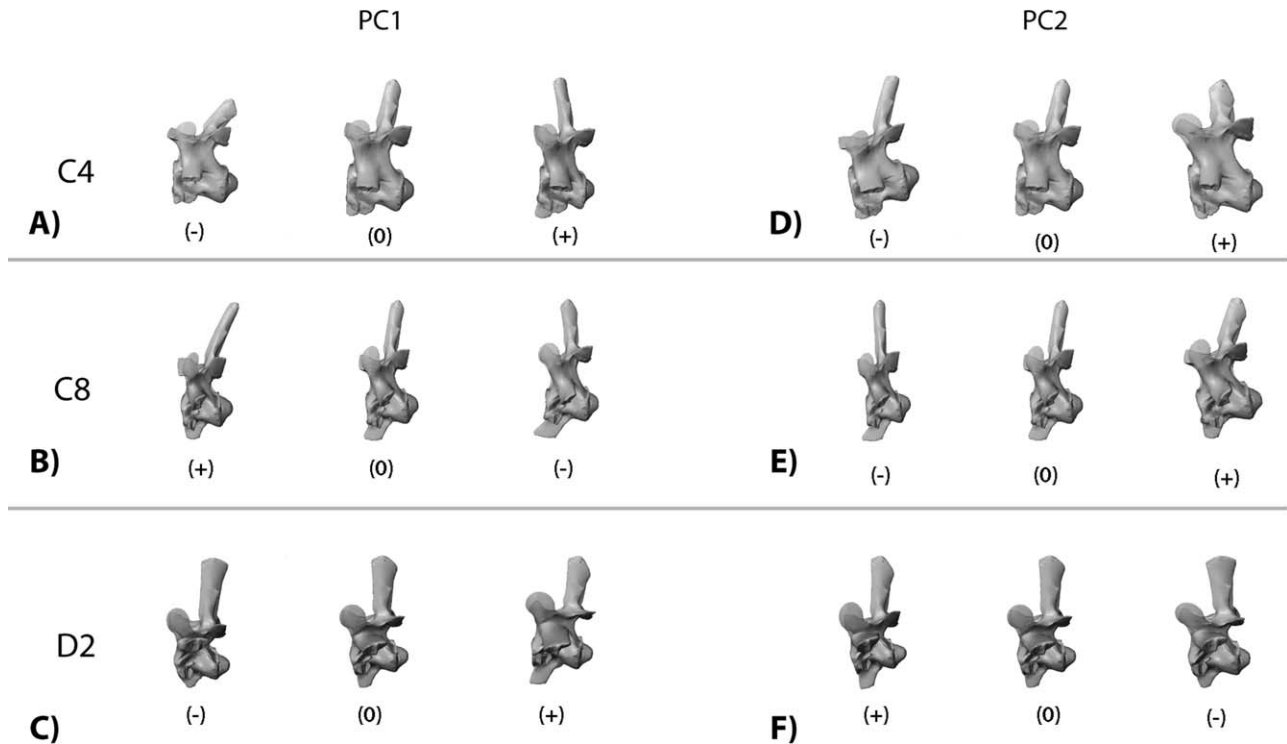 PC1 PC2
C4
A) (-) (0) (+) D) (-) (0) (+)
C8
B) (+) (0) (-) E) (-) (0) (+)
D2
C) (-) (0) (+) F) (+) (0) (-)